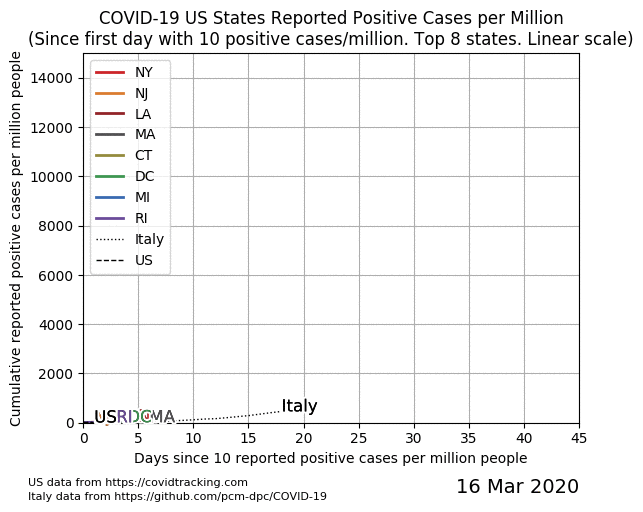 COVID-19 US States Reported Positive Cases per Million
(Since first day with 10 positive cases/million. Top 8 states. Linear scale)
Cumulative reported positive cases per million people
14000
12000
10000
8000
6000
4000
2000
0
NY
NJ
LA
MA
CT
DC
MI
RI
Italy
US
US RI DC MA
Italy
0 5 10 15 20 25 30 35 40 45
Days since 10 reported positive cases per million people
US data from https://covidtracking.com
Italy data from https://github.com/pcm-dpc/COVID-19
16 Mar 2020